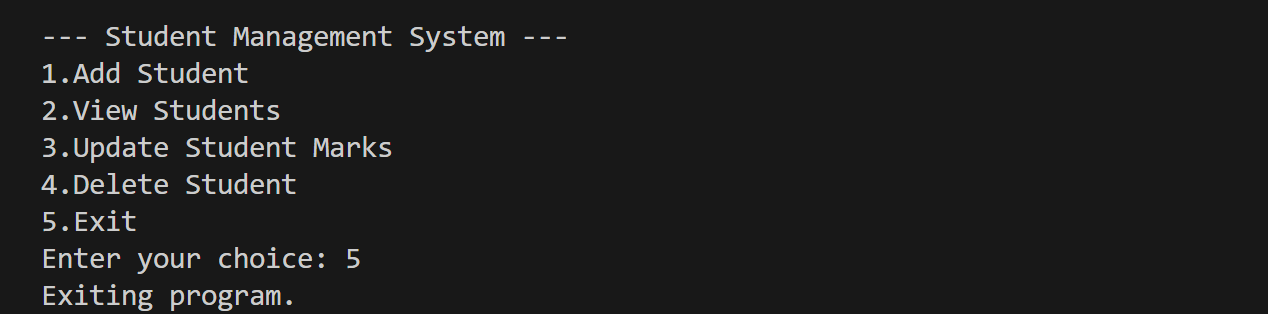 --- Student Management System ---
1.Add Student
2.View Students
3.Update Student Marks
4.Delete Student
5.Exit
Enter your choice: 5
Exiting program.